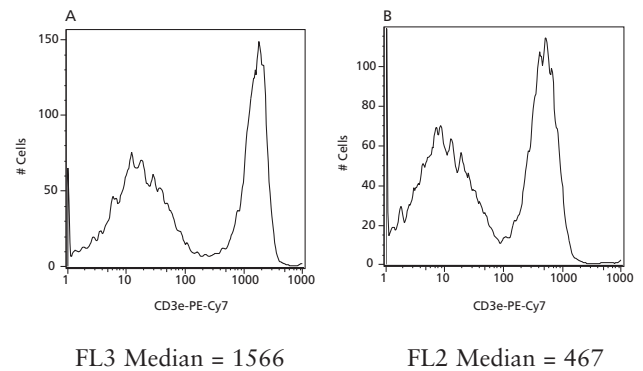 A
150
100
50
0
# Cells
1 10 100 1000 1000
CD3e-PE-Cy7
FL3 Median = 1566
B
100
80
60
40
20
0
# Cells
1 10 100 1000 1000
CD3e-PE-Cy7
FL2 Median = 467